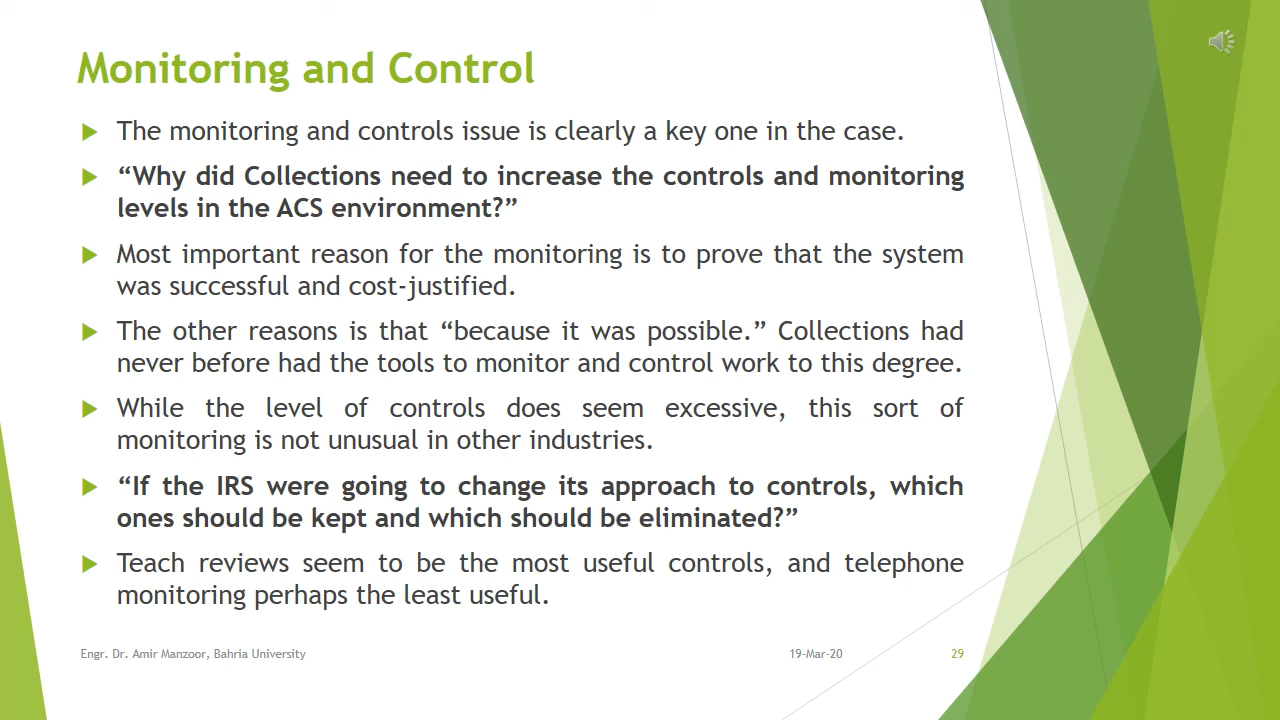 Monitoring and Control
The monitoring and controls issue is clearly a key one in the case.
“Why did Collections need to increase the controls and monitoring
levels in the ACS environment?”
Most important reason for the monitoring is to prove that the system
was successful and cost-justified.
The other reasons is that “because it was possible.” Collections had
never before had the tools to monitor and control work to this degree.
While the level of controls does seem excessive, this sort of
monitoring is not unusual in other industries.
“If the IRS were going to change its approach to controls, which
ones should be kept and which should be eliminated?”
Teach reviews seem to be the most useful controls, and telephone
monitoring perhaps the least useful.
Engr. Dr. Amir Manzoor, Bahria University
19-Mar-20
29